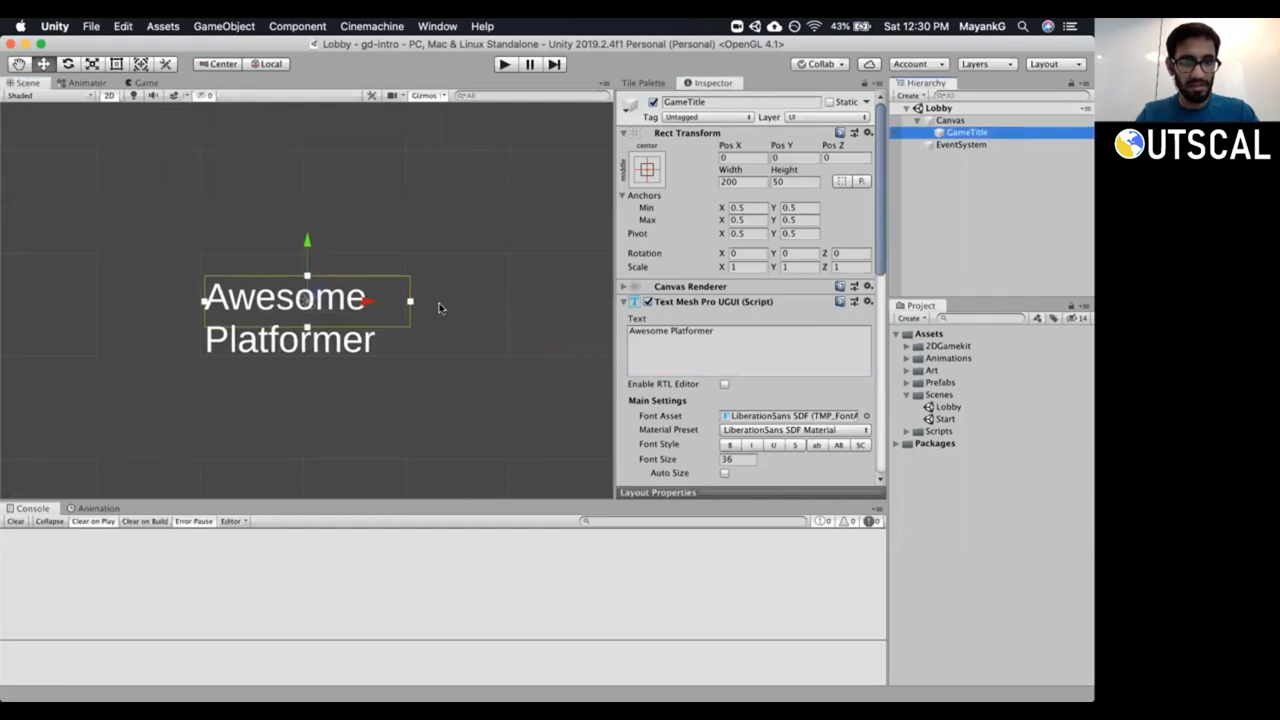 Unity File Edit Assets GameObject Component Cinemachine Window Help 43% Sat 12:30 PM MayankG
Lobby - gd-intro - PC, Mac & Linux Standalone - Unity 2019.2.4f1 Personal (Personal) <OpenGL 4.1>
Center Local Collab Account Layers Layout
Scene Animator Game Tile Palette Inspector Hierarchy
Shaded 2D 0 Gizmos All Create All
GameTitle Static
Tag Untagged Layer UI
Lobby
Canvas
GameTitle
EventSystem
OUTSCAL
Rect Transform
center
middle
Pos X Pos Y Pos Z
0 0 0
Width Height
200 50 R
Anchors
Min X 0.5 Y 0.5
Max X 0.5 Y 0.5
Pivot X 0.5 Y 0.5
Rotation X 0 Y 0 Z 0
Scale X 1 Y 1 Z 1
Canvas Renderer
Text Mesh Pro UGUI (Script)
Text
Awesome Platformer
Enable RTL Editor
Main Settings
Font Asset LiberationSans SDF (TMP_FontA
Material Preset LiberationSans SDF Material
Font Style B I U S ab AB SC
Font Size 36
Auto Size
Layout Properties
Awesome
Platformer
Project
Create 14
Assets
2DGamekit
Animations
Art
Prefabs
Scenes
Lobby
Start
Scripts
Packages
Console Animation
Clear Collapse Clear on Play Clear on Build Error Pause Editor 0 0 0